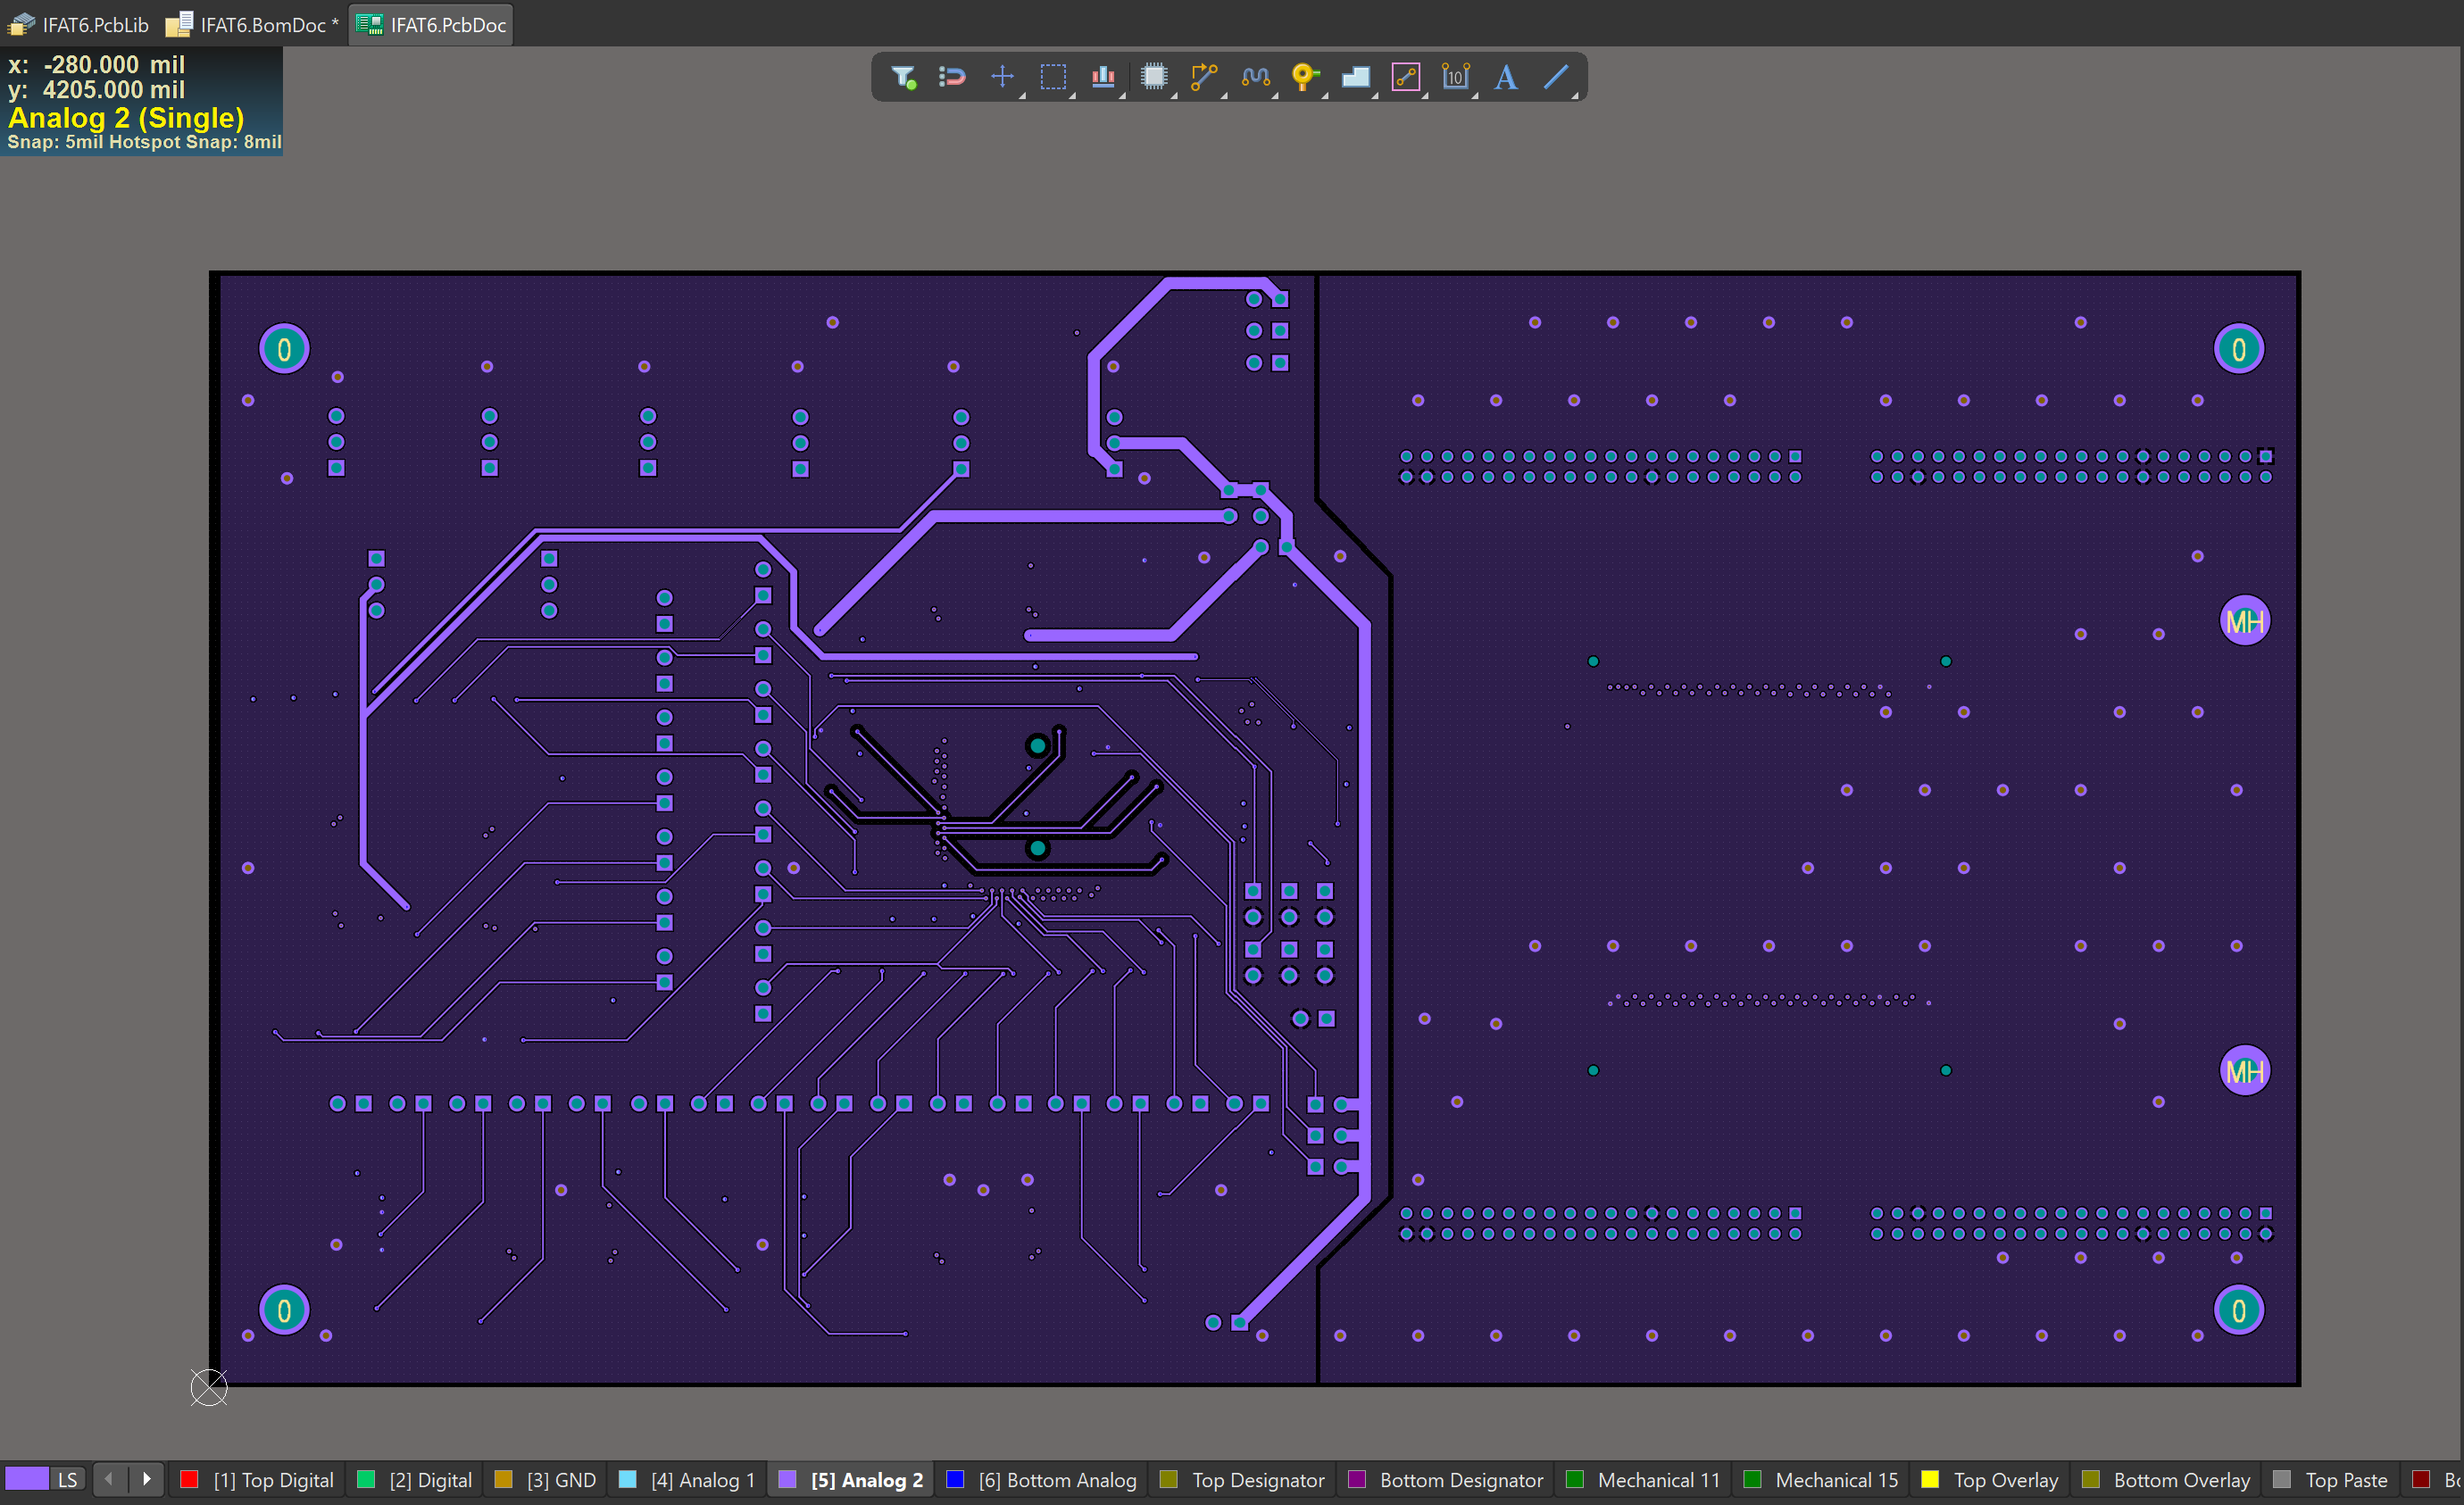 IFAT6.PcbLib IFAT6.BomDoc * IFAT6.PcbDoc
x: -280.000 mil
y: 4205.000 mil
Analog 2 (Single)
Snap: 5mil Hotspot Snap: 8mil
10
A
0 0
MH
MH
0 0
LS [1] Top Digital [2] Digital [3] GND [4] Analog 1 [5] Analog 2 [6] Bottom Analog Top Designator Bottom Designator Mechanical 11 Mechanical 15 Top Overlay Bottom Overlay Top Paste